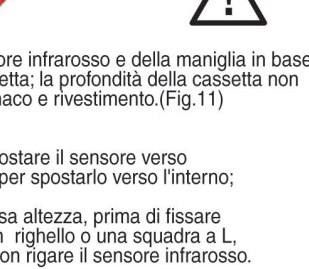 ore infrarosso e della maniglia in base
etta; la profondità della cassetta non
naco e rivestimento.(Fig.11)
ostare il sensore verso
per spostarlo verso l'interno;
sa altezza, prima di fissare
n righello o una squadra a L,
on rigare il sensore infrarosso.